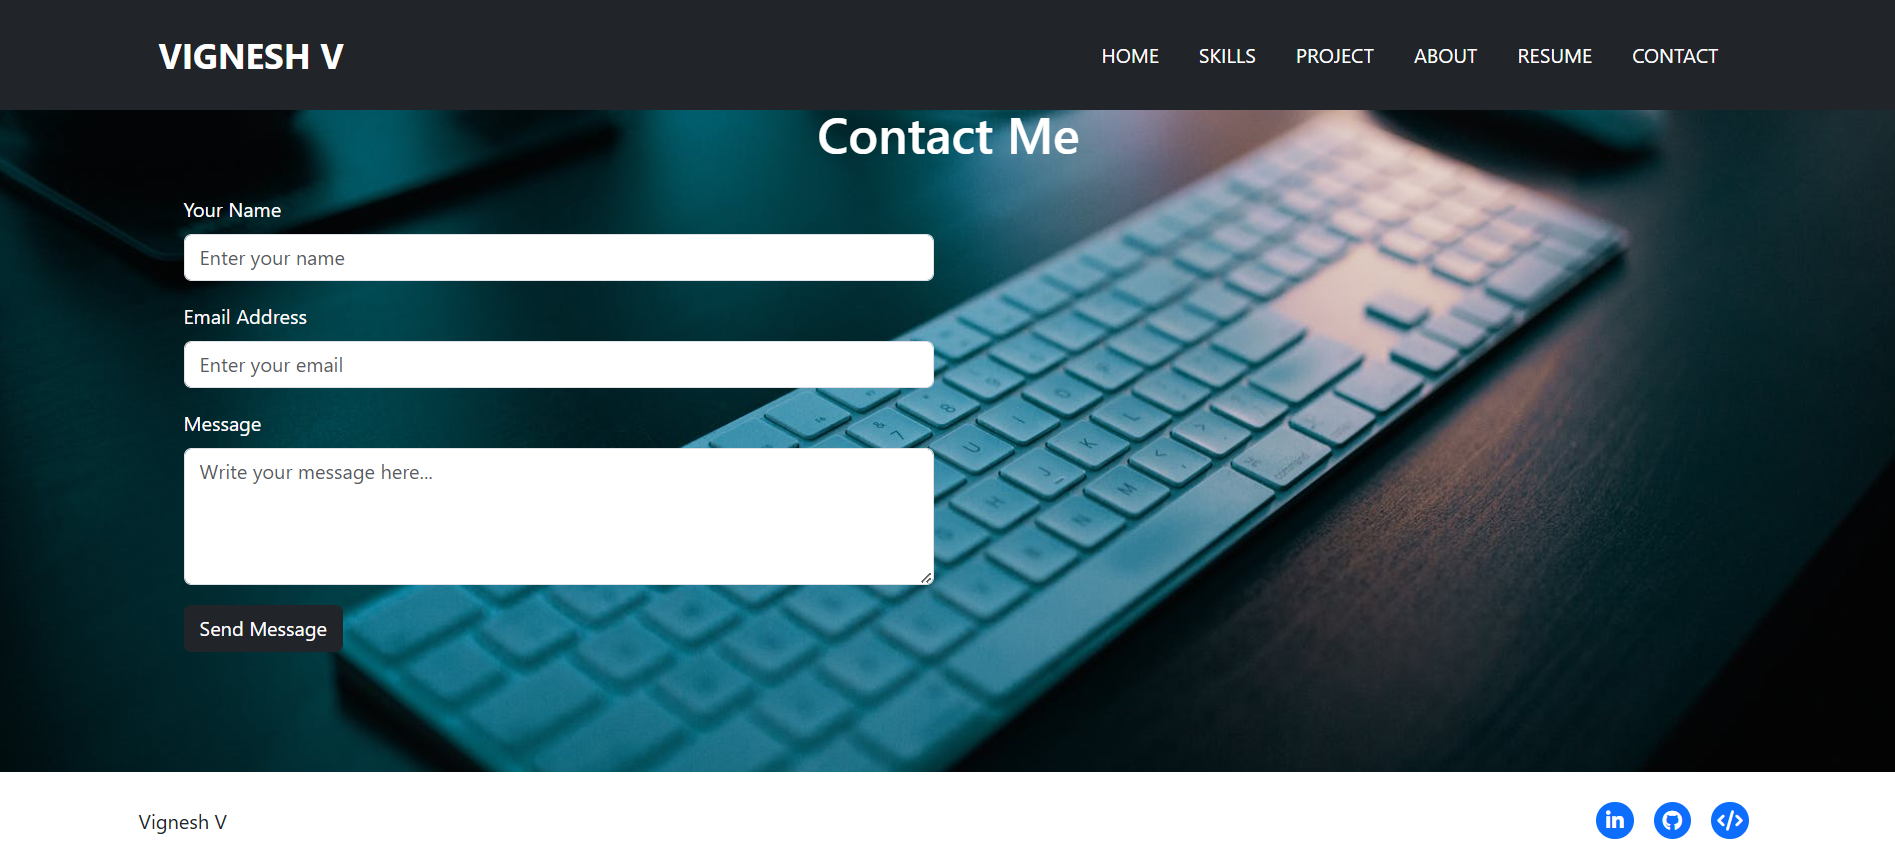 VIGNESH V
HOME SKILLS PROJECT ABOUT RESUME CONTACT
Contact Me
Your Name
Enter your name
Email Address
Enter your email
Message
Write your message here...
Send Message
command
Vignesh V
in